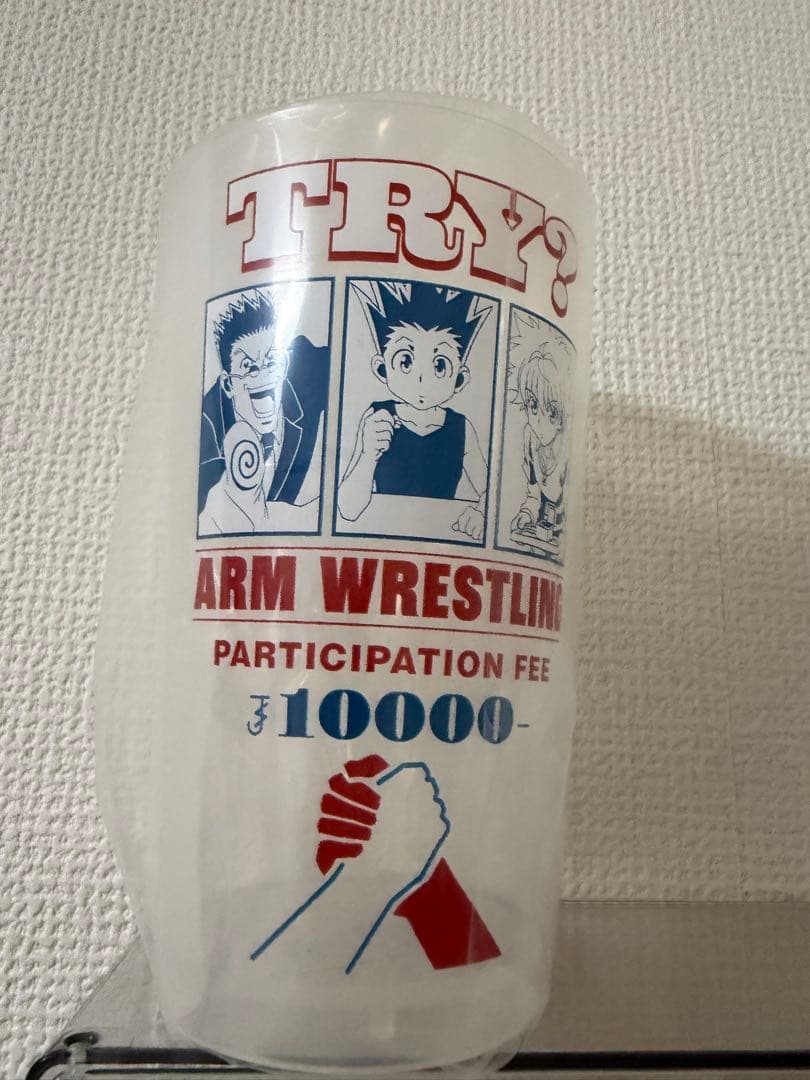 TRY?
ARM WRESTLING
PARTICIPATION FEE
10000-